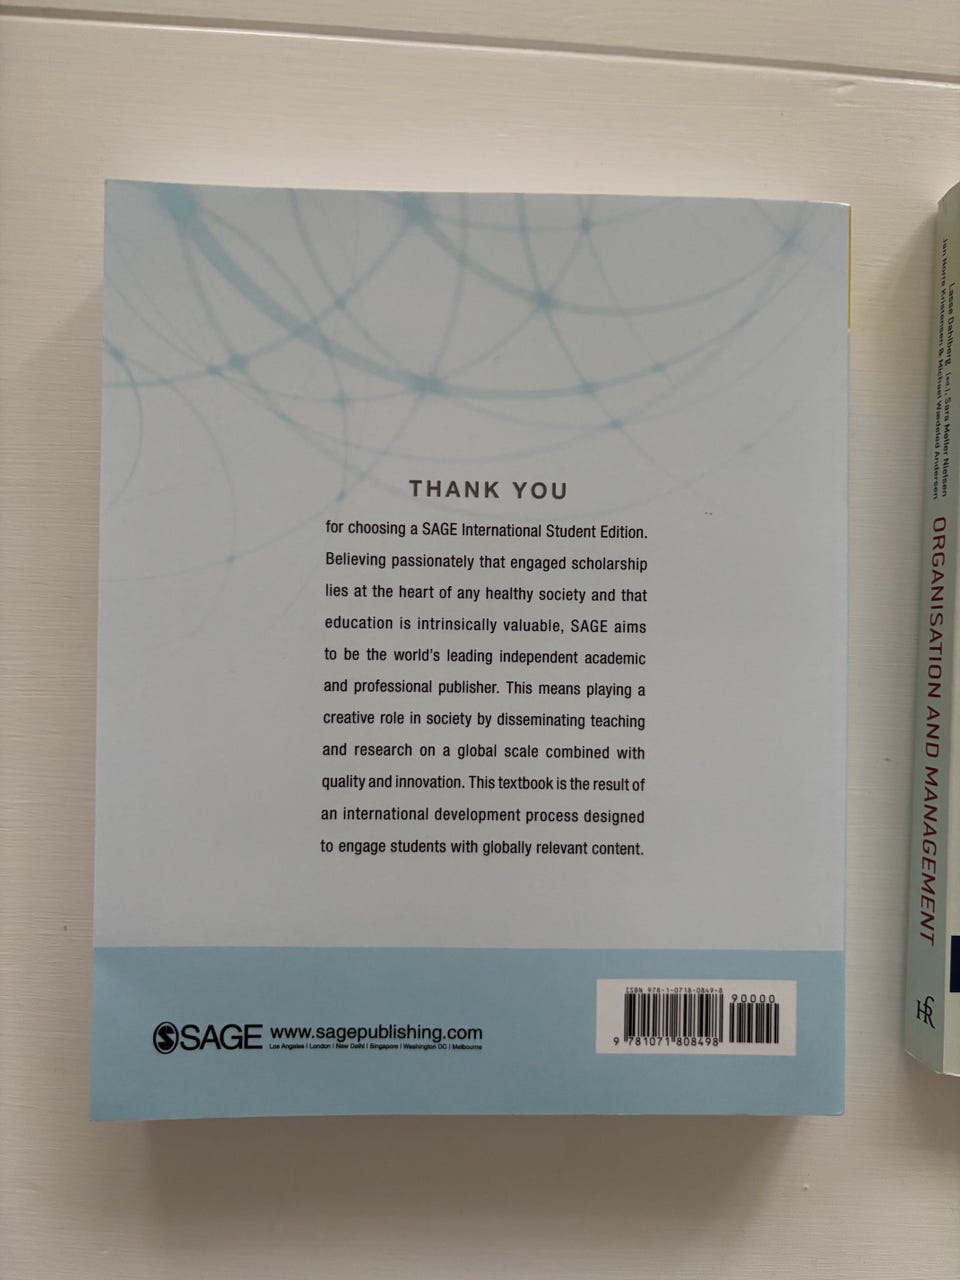 THANK YOU
for choosing a SAGE International Student Edition.
Believing passionately that engaged scholarship
lies at the heart of any healthy society and that
education is intrinsically valuable, SAGE aims
to be the world's leading independent academic
and professional publisher. This means playing a
creative role in society by disseminating teaching
and research on a global scale combined with
quality and innovation. This textbook is the result of
an international development process designed
to engage students with globally relevant content.
SAGE www.sagepublishing.com
Los Angeles | London | New Delhi | Singapore | Washington DC | Melbourne
ISBN 978-1-0718-0849-8
90000
9 781071 808498
Lasse Dahlberg (ed.), Sara Møller Nielsen
Jan Norre Kristensen & Michael Wædeled Andersen
ORGANISATION AND MANAGEMENT